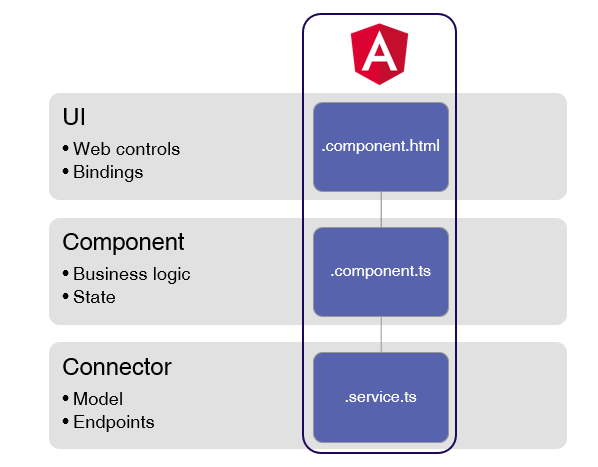 UI
• Web controls
• Bindings
.component.html
Component
• Business logic
• State
.component.ts
Connector
• Model
• Endpoints
.service.ts